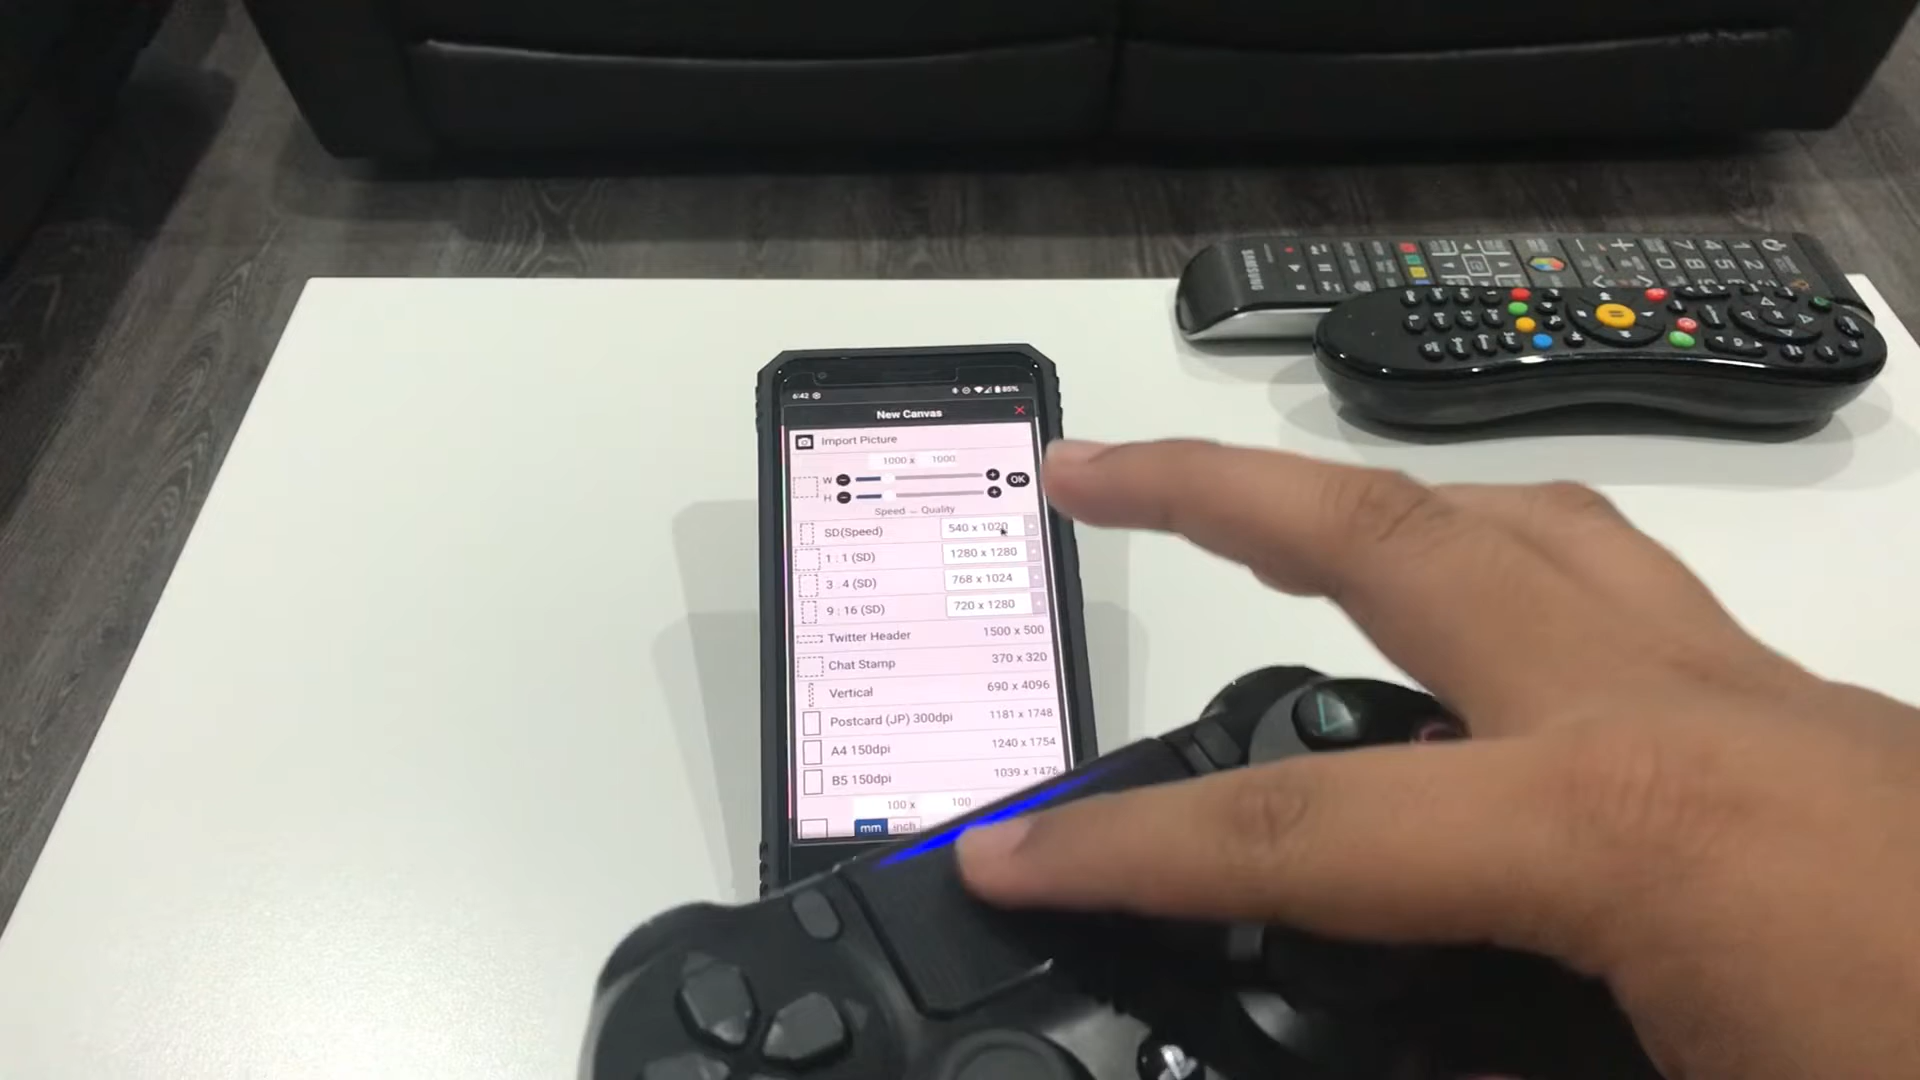 SAMSUNG
6:42
85%
New Canvas
Import Picture
1000 x 1000
W
OK
H
Speed ↔ Quality
SD(Speed) 540 x 1020
1 : 1 (SD) 1280 x 1280
3 : 4 (SD) 768 x 1024
9 : 16 (SD) 720 x 1280
Twitter Header 1500 x 500
Chat Stamp 370 x 320
Vertical 690 x 4096
Postcard (JP) 300dpi 1181 x 1748
A4 150dpi 1240 x 1754
B5 150dpi 1039 x 1476
100 x 100
mm inch